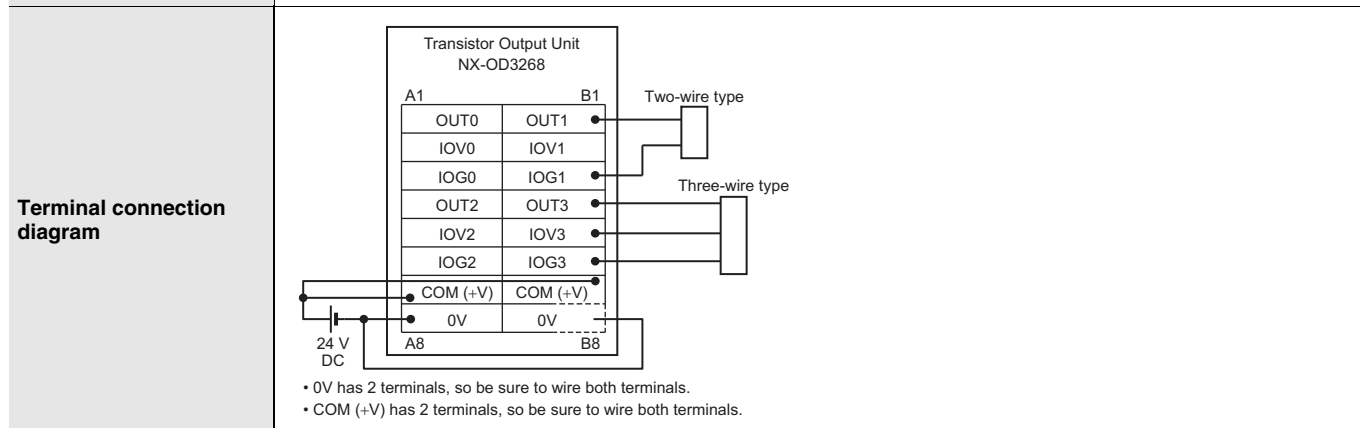 Terminal connection
diagram
Transistor Output Unit
NX-OD3268
A1 B1
Two-wire type
OUT0 OUT1
IOV0 IOV1
IOG0 IOG1
Three-wire type
OUT2 OUT3
IOV2 IOV3
IOG2 IOG3
COM (+V) COM (+V)
0V 0V
24 V
DC
A8 B8
• 0V has 2 terminals, so be sure to wire both terminals.
• COM (+V) has 2 terminals, so be sure to wire both terminals.